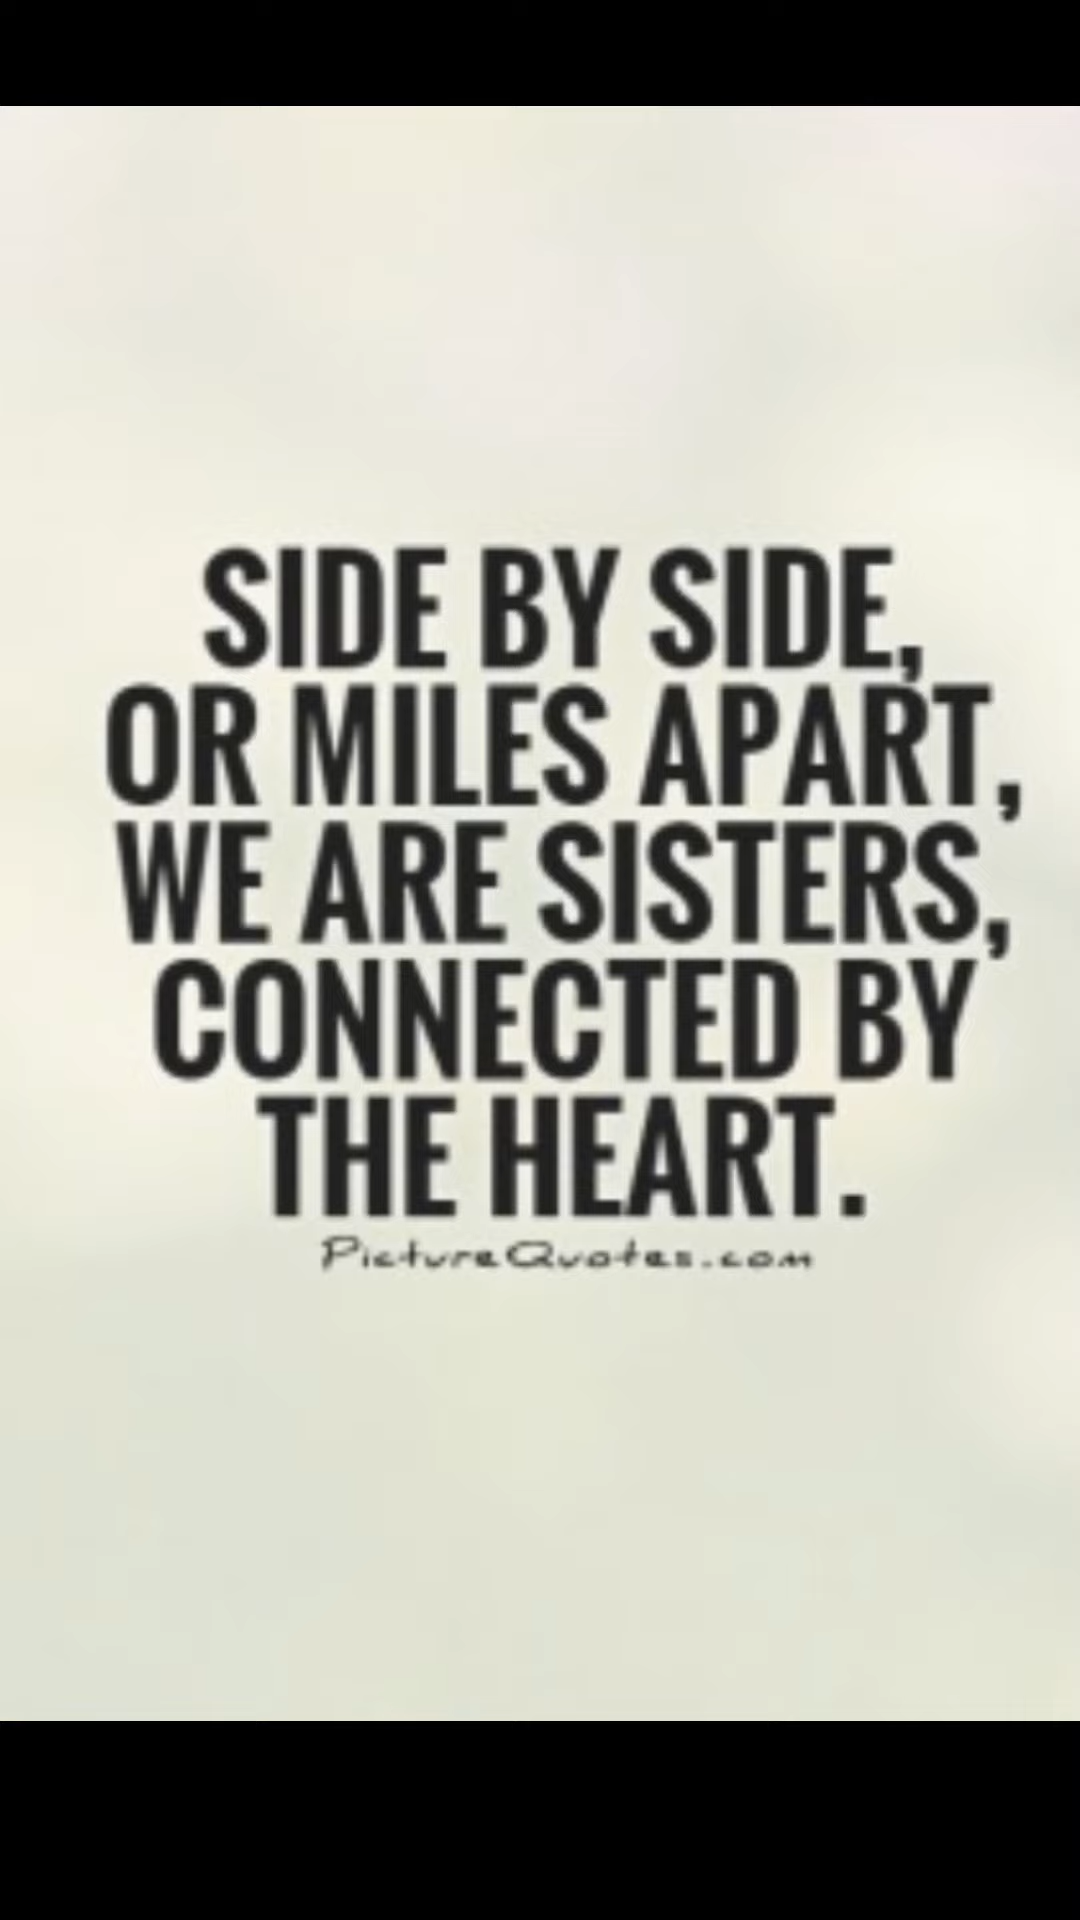 SIDE BY SIDE,
OR MILES APART,
WE ARE SISTERS,
CONNECTED BY
THE HEART.
PictureQuotes.com